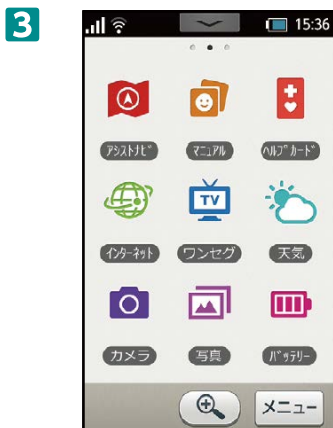 3
15:36
ｱｼｽﾄﾅﾋﾞ
ﾏﾆｭｱﾙ
ﾍﾙﾌﾟｶｰﾄﾞ
TV
ｲﾝﾀｰﾈｯﾄ
ワンセグ
天気
カメラ
写真
ﾊﾞｯﾃﾘｰ
メニュー